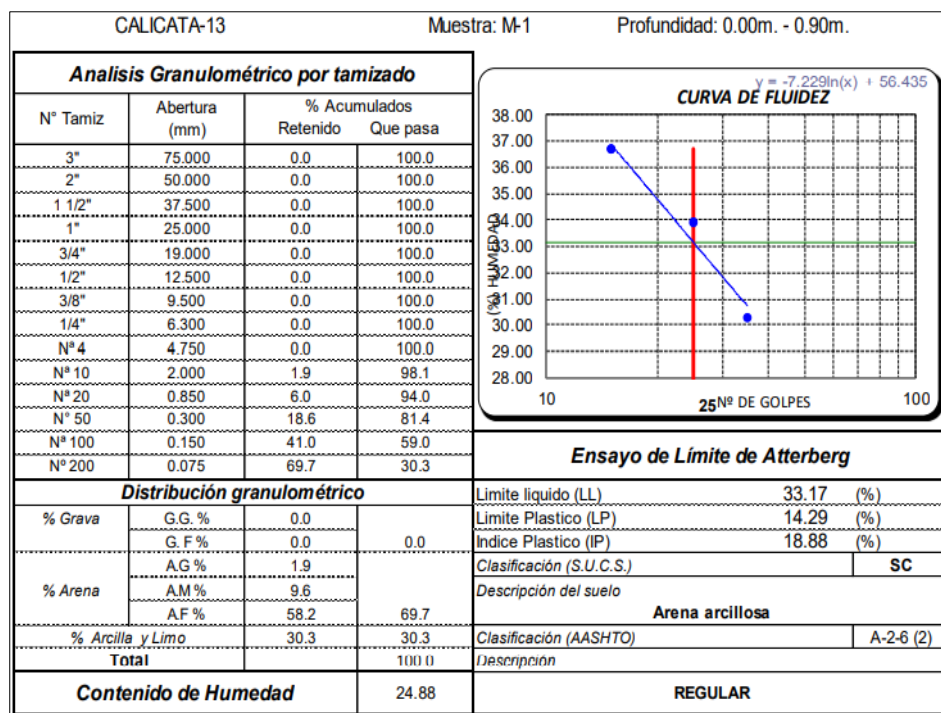 CALICATA-13 Muestra: M-1 Profundidad: 0.00m. - 0.90m.
Analisis Granulométrico por tamizado
N° Tamiz Abertura (mm) % Acumulados
Retenido Que pasa
3" 75.000 0.0 100.0
2" 50.000 0.0 100.0
1 1/2" 37.500 0.0 100.0
1" 25.000 0.0 100.0
3/4" 19.000 0.0 100.0
1/2" 12.500 0.0 100.0
3/8" 9.500 0.0 100.0
1/4" 6.300 0.0 100.0
Nª 4 4.750 0.0 100.0
Nª 10 2.000 1.9 98.1
Nª 20 0.850 6.0 94.0
N° 50 0.300 18.6 81.4
Nª 100 0.150 41.0 59.0
Nº 200 0.075 69.7 30.3
Distribución granulométrico
% Grava G.G. % 0.0
G. F % 0.0 0.0
% Arena A.G % 1.9
A.M % 9.6
A.F % 58.2 69.7
% Arcilla y Limo 30.3 30.3
Total 100.0
Contenido de Humedad 24.88
y = -7.229ln(x) + 56.435
CURVA DE FLUIDEZ
38.00
37.00
36.00
35.00
34.00
33.00
32.00
31.00
30.00
29.00
28.00
(%) HUMEDAD
10 25 Nº DE GOLPES 100
Ensayo de Límite de Atterberg
Limite liquido (LL) 33.17 (%)
Limite Plastico (LP) 14.29 (%)
Indice Plastico (IP) 18.88 (%)
Clasificación (S.U.C.S.) SC
Descripción del suelo
Arena arcillosa
Clasificación (AASHTO) A-2-6 (2)
Descripción
REGULAR